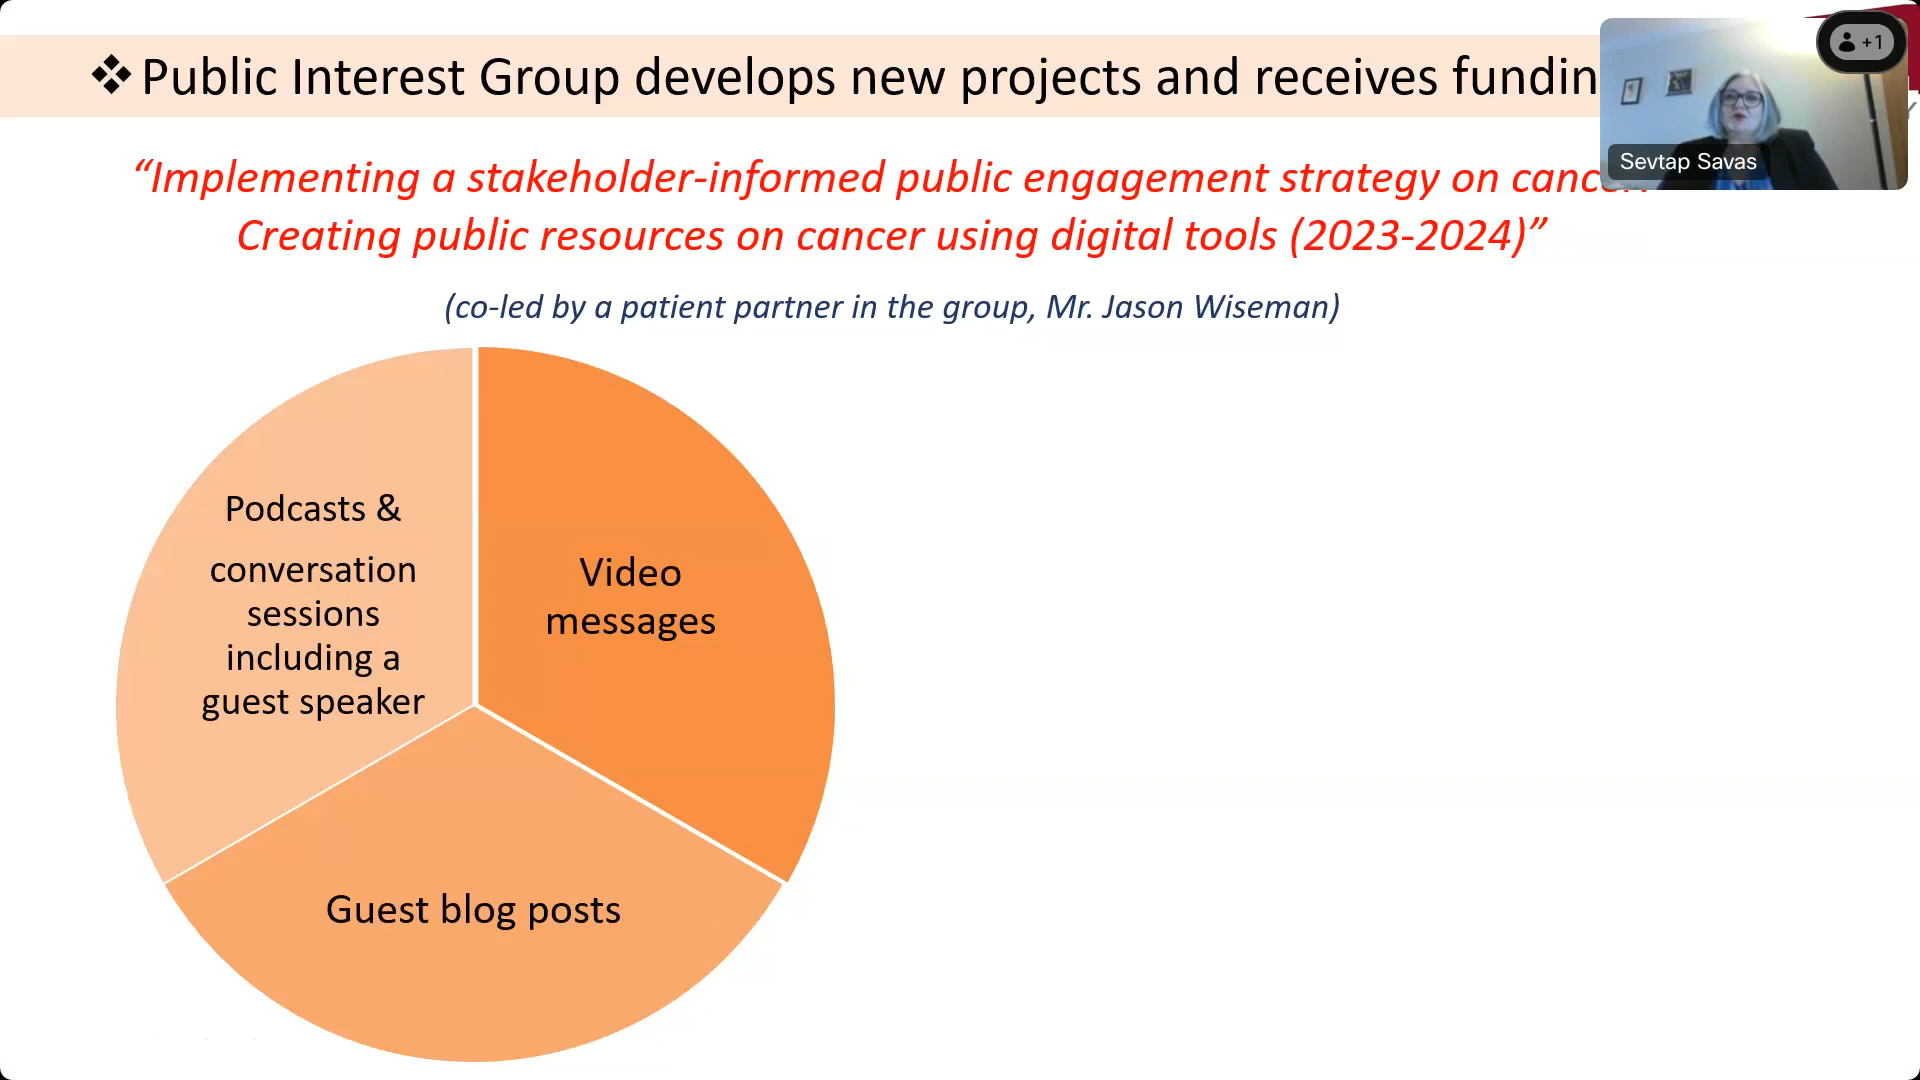 ❖Public Interest Group develops new projects and receives
“Implementing a stakeholder-informed public engagement strategy on
Creating public resources on cancer using digital tools (2023-2024)”
(co-led by a patient partner in the group, Mr. Jason Wiseman)
Podcasts &
conversation
sessions
including a
guest speaker
Video
messages
Guest blog posts
+1
Sevtap Savas